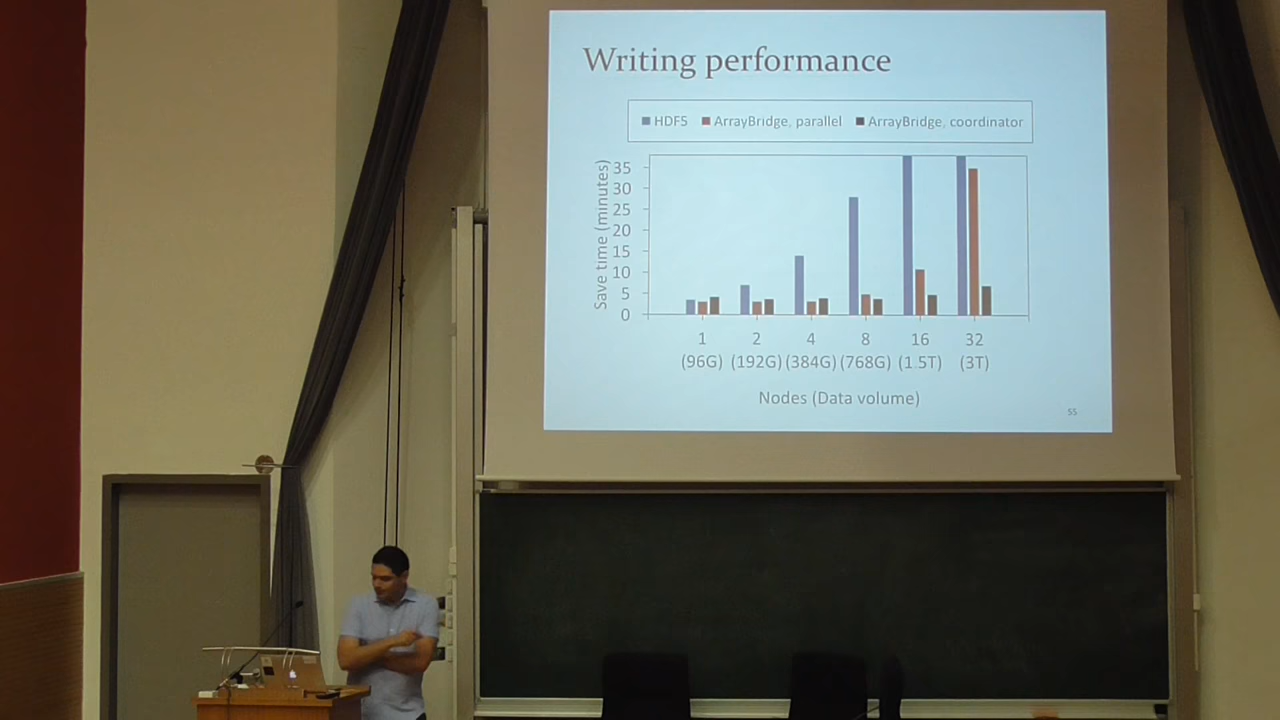 Writing performance
HDF5 ArrayBridge, parallel ArrayBridge, coordinator
Save time (minutes)
35
30
25
20
15
10
5
0
1 2 4 8 16 32
(96G) (192G) (384G) (768G) (1.5T) (3T)
Nodes (Data volume)
55